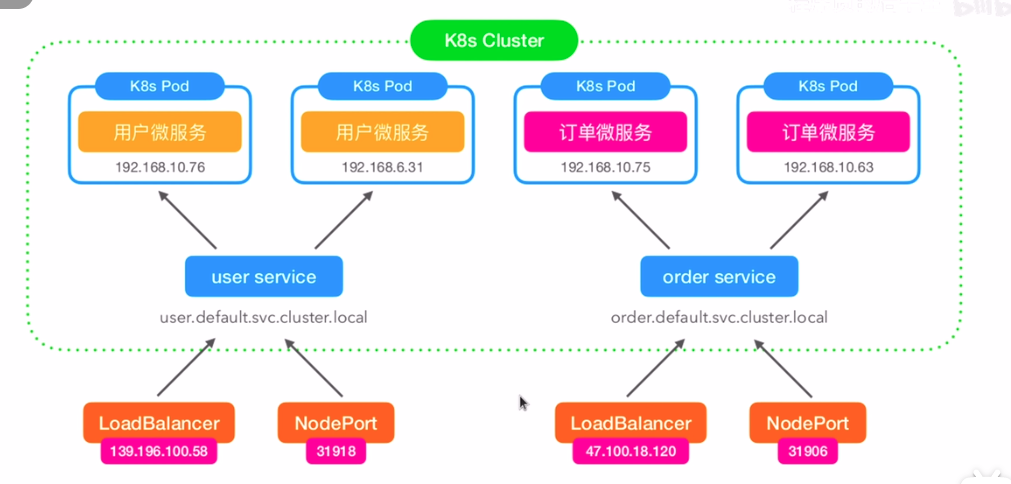 K8s Cluster
K8s Pod
K8s Pod
K8s Pod
K8s Pod
用户微服务
用户微服务
订单微服务
订单微服务
192.168.10.76
192.168.6.31
192.168.10.75
192.168.10.63
user service
order service
user.default.svc.cluster.local
order.default.svc.cluster.local
LoadBalancer
NodePort
LoadBalancer
NodePort
139.196.100.58
31918
47.100.18.120
31906